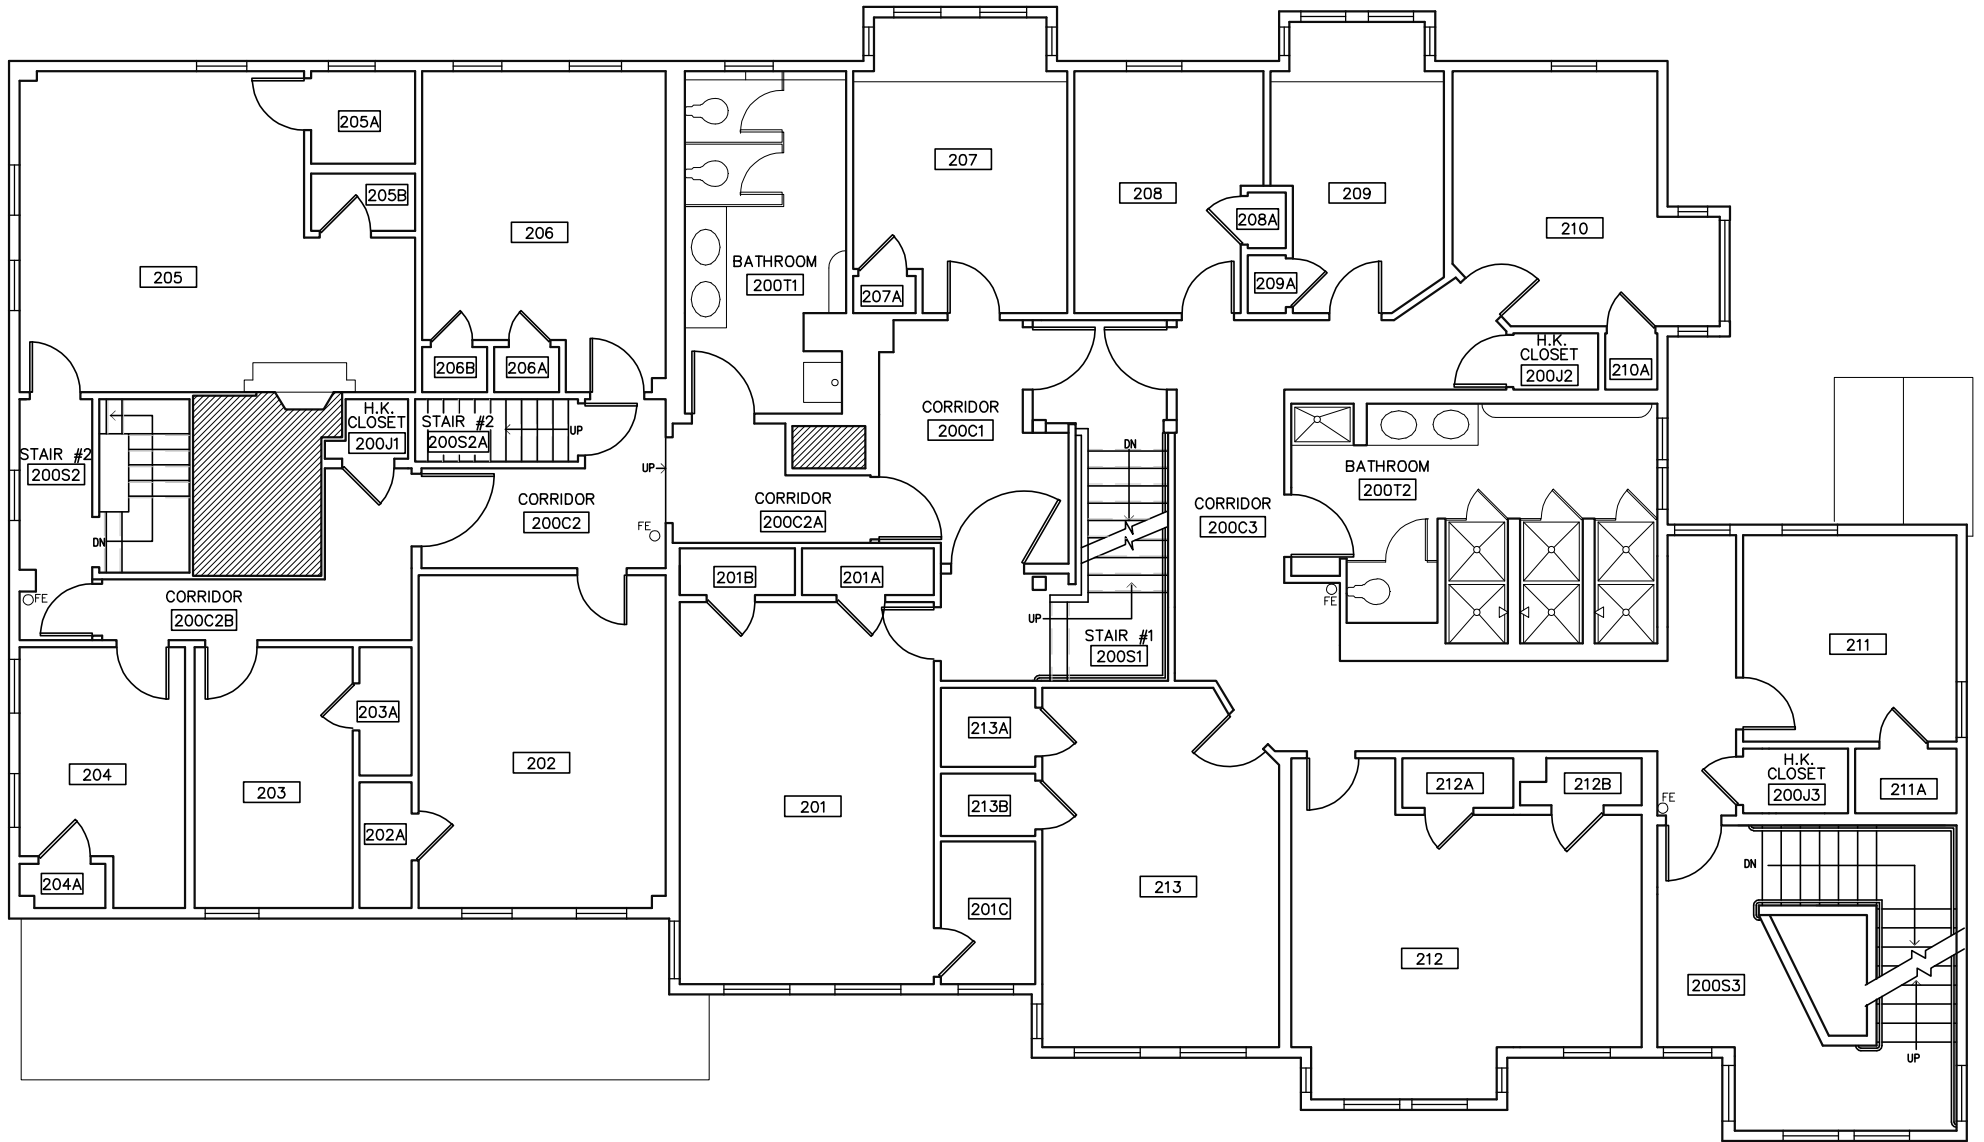 205A
205B
205
206
206B
206A
BATHROOM
200T1
207
207A
208
208A
209
209A
210
H.K.
CLOSET
200J2
210A
STAIR #2
200S2
DN
H.K.
CLOSET
200J1
STAIR #2
200S2A
UP
UP
CORRIDOR
200C2
FE
CORRIDOR
200C2A
CORRIDOR
200C1
DN
UP
STAIR #1
200S1
CORRIDOR
200C3
BATHROOM
200T2
FE
FE
CORRIDOR
200C2B
201B
201A
211
204
204A
203
203A
202A
202
201
213A
213B
201C
213
212A
212B
212
FE
H.K.
CLOSET
200J3
211A
DN
200S3
UP